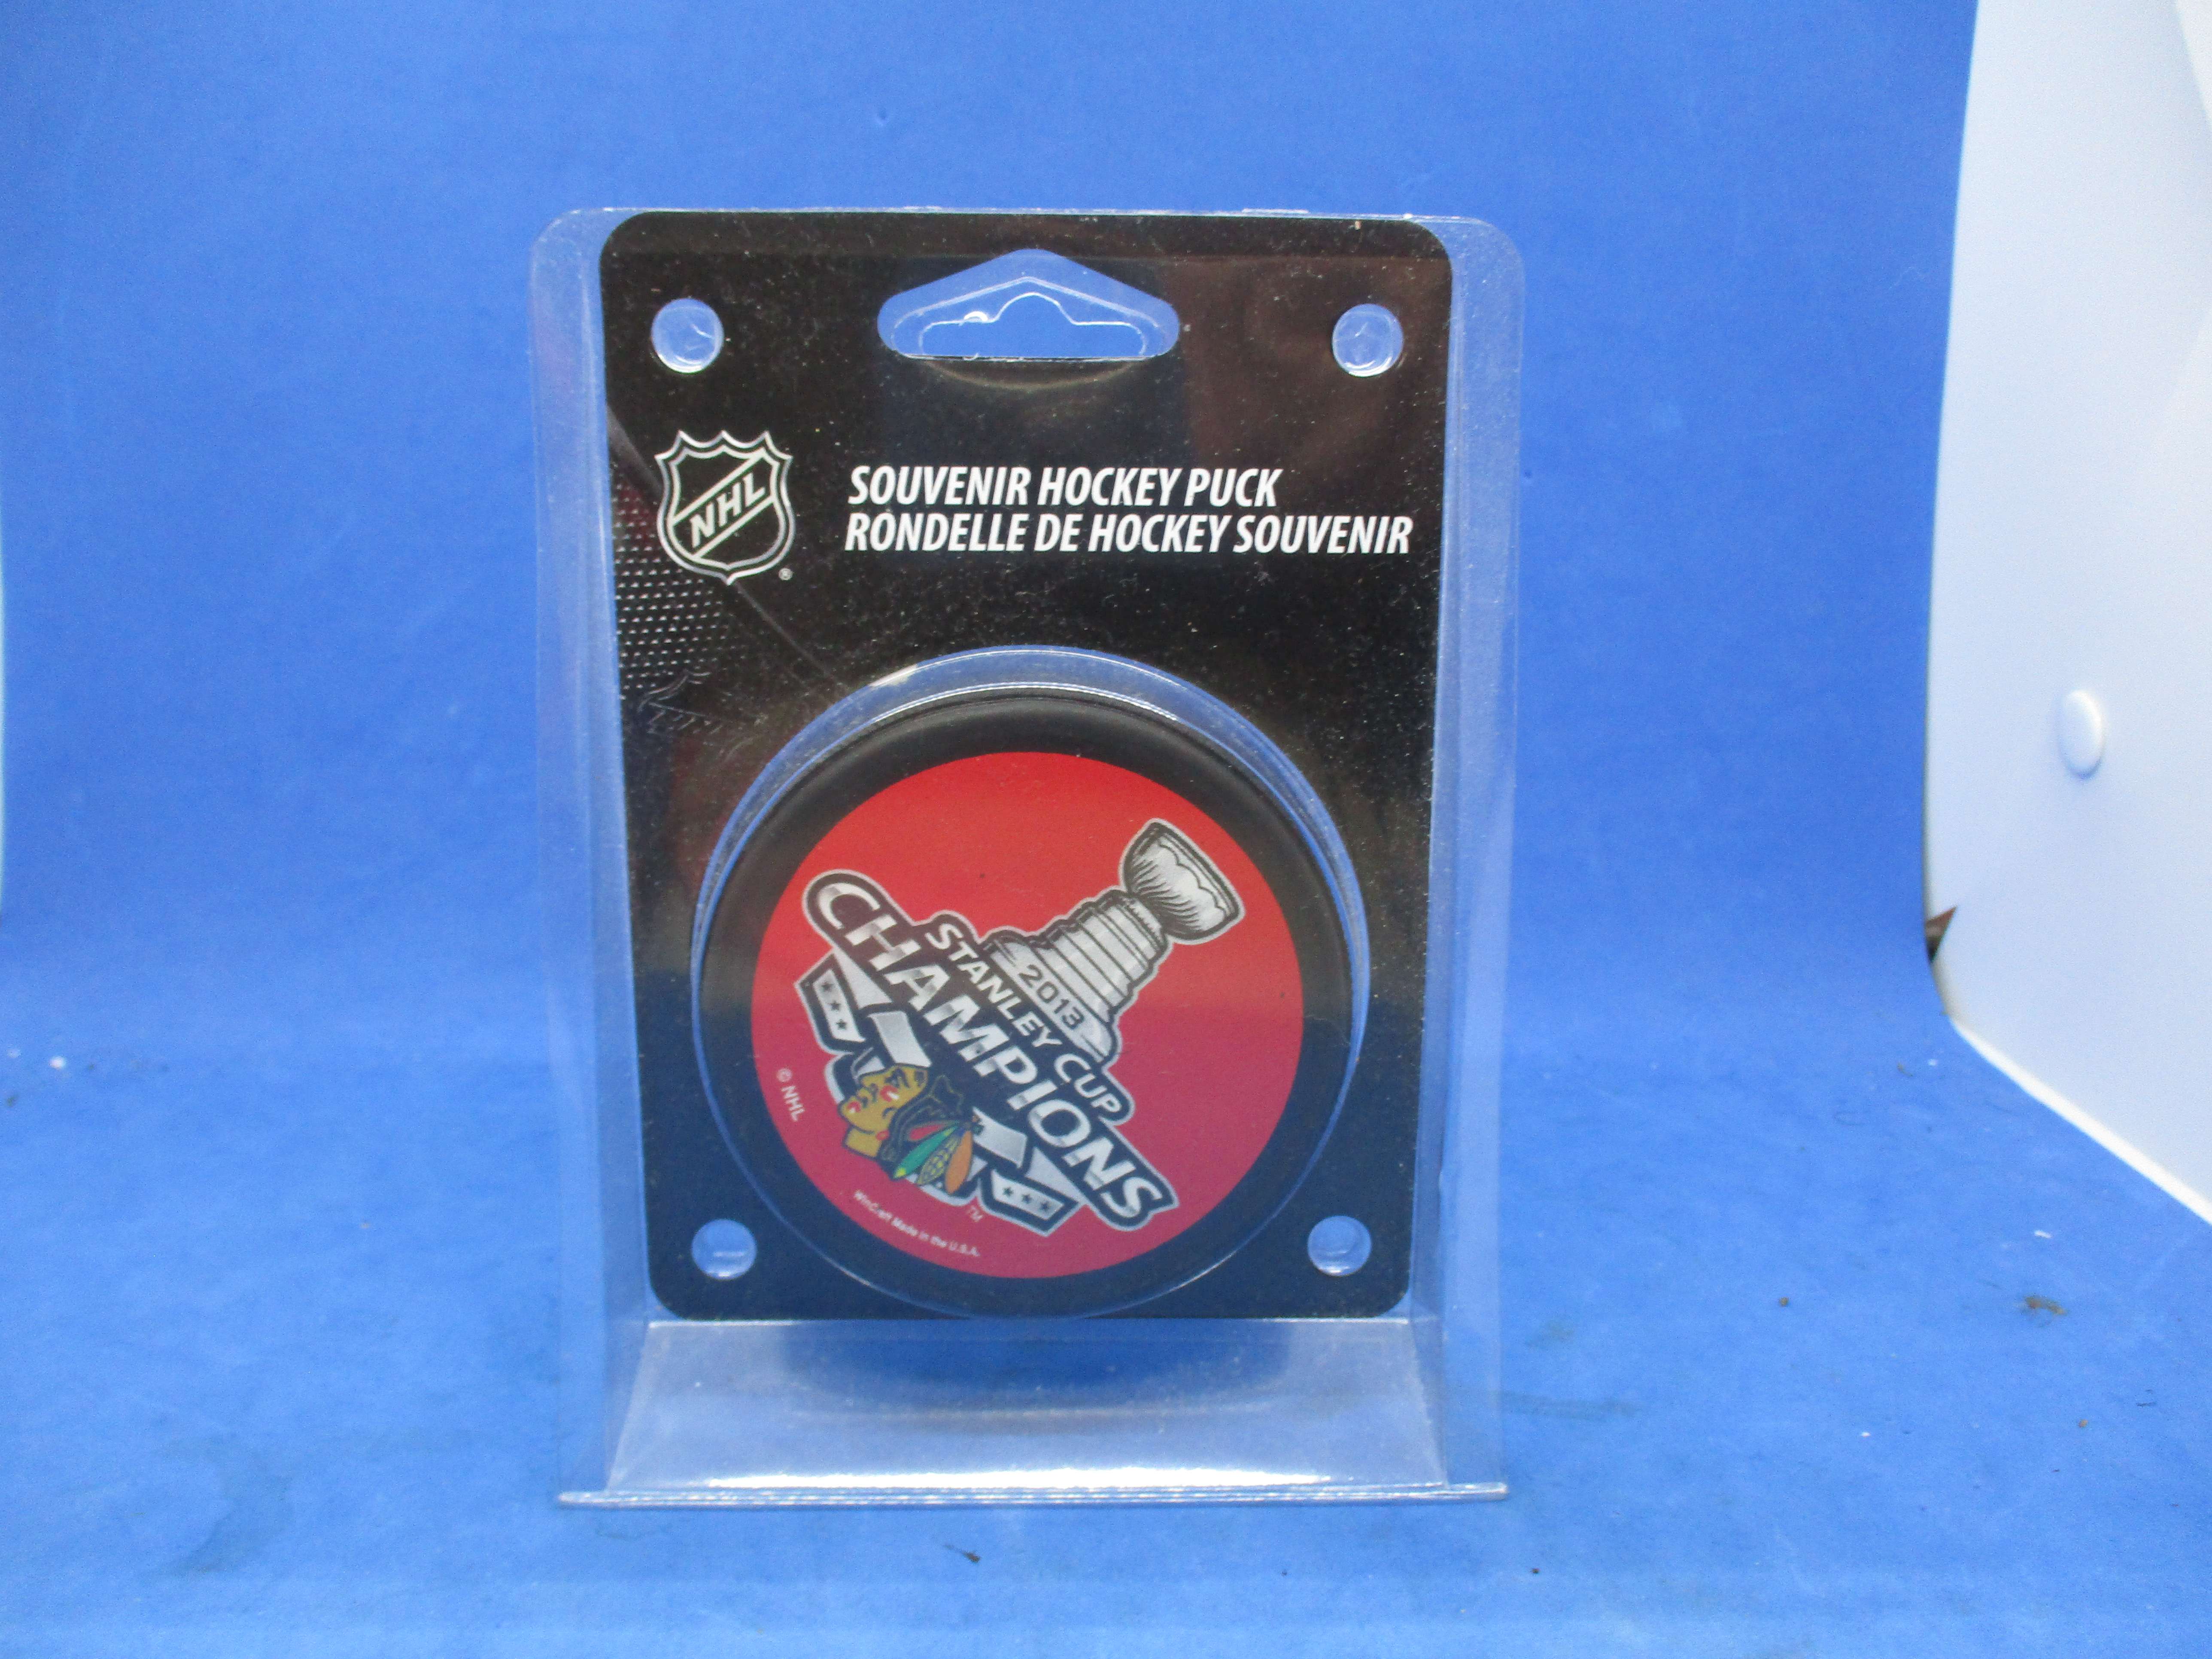 NHL
®
SOUVENIR HOCKEY PUCK
RONDELLE DE HOCKEY SOUVENIR
2013
STANLEY CUP
CHAMPIONS
© NHL
TM
WinCraft Made in the U.S.A.